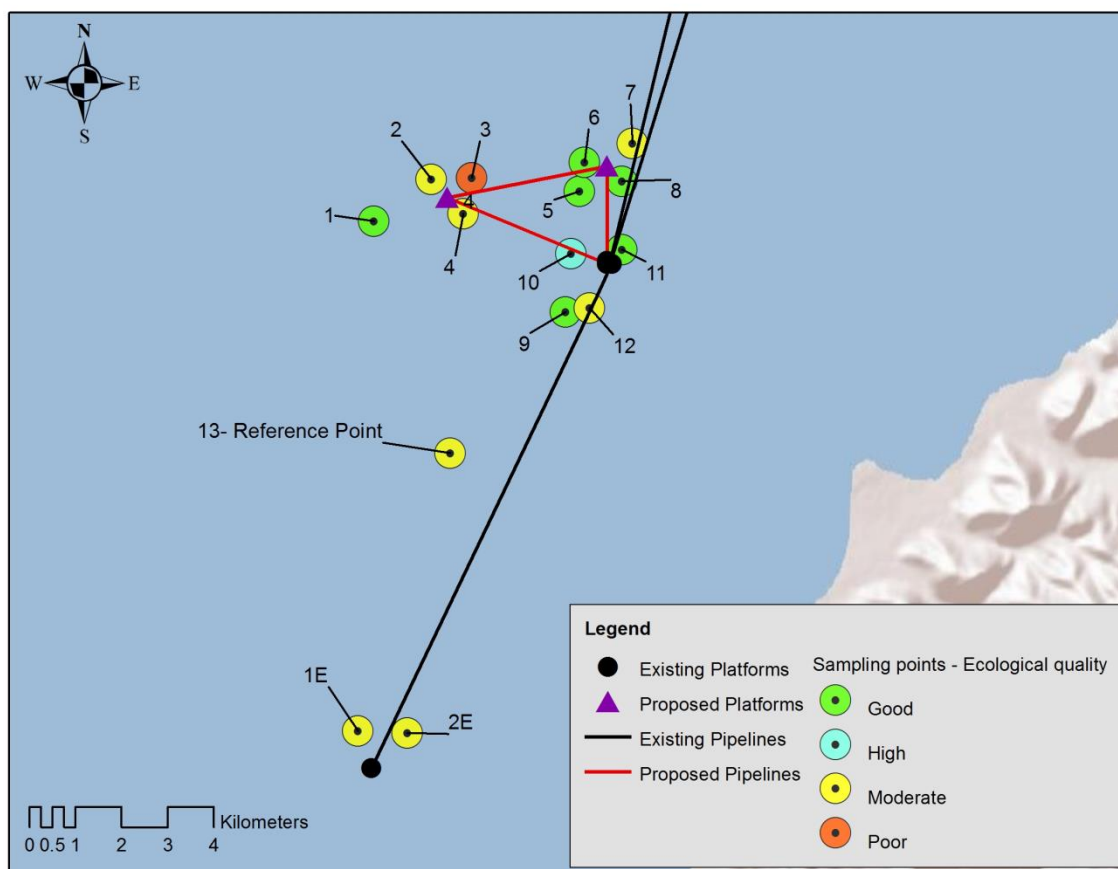 N
W E
S
7
6
2 3
8
1
5
4
4
10 11
9 12
13- Reference Point
1E
2E
Kilometers
0 0.5 1 2 3 4
Legend
Existing Platforms
Proposed Platforms
Existing Pipelines
Proposed Pipelines
Sampling points - Ecological quality
Good
High
Moderate
Poor